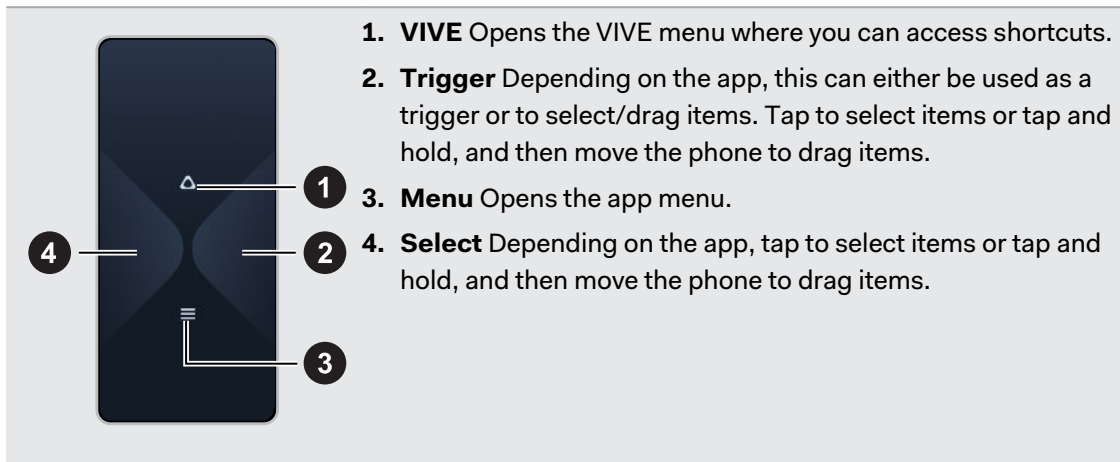 1. VIVE Opens the VIVE menu where you can access shortcuts.
2. Trigger Depending on the app, this can either be used as a
trigger or to select/drag items. Tap to select items or tap and
hold, and then move the phone to drag items.
3. Menu Opens the app menu.
4. Select Depending on the app, tap to select items or tap and
hold, and then move the phone to drag items.
1
4
2
3